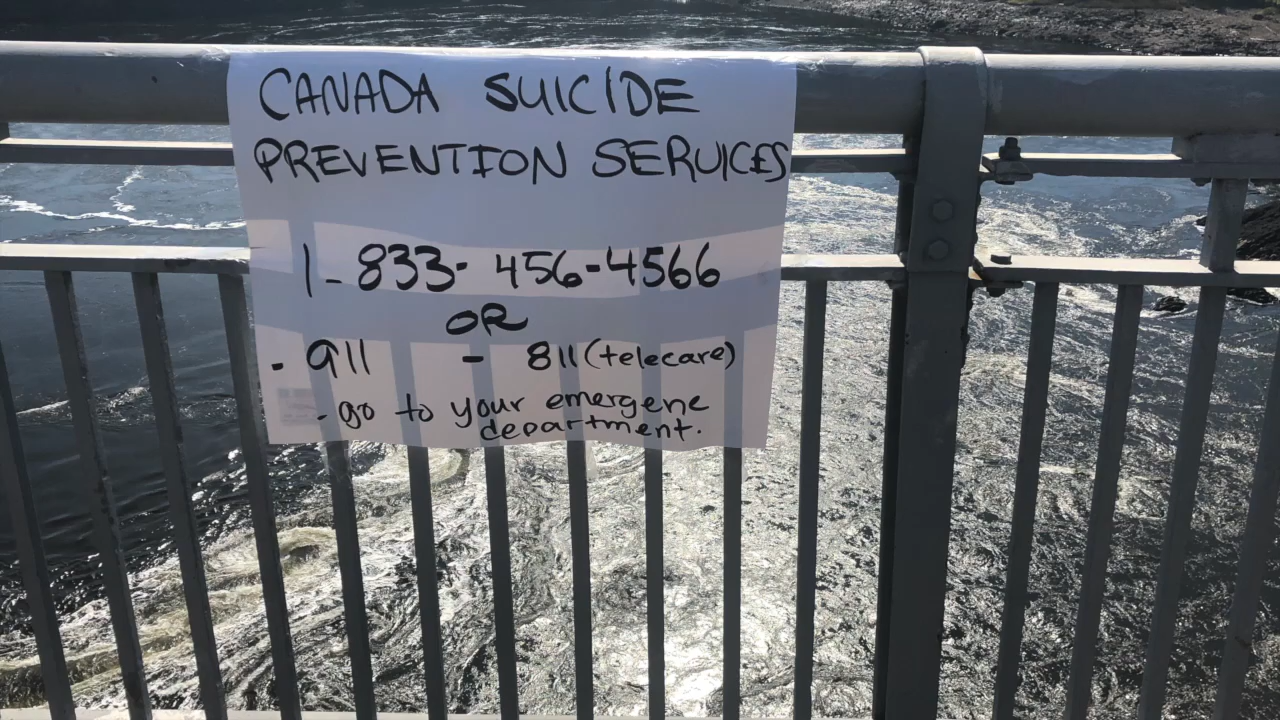 CANADA SUICIDE
PREVENTION SERVICES
1-833-456-4566
OR
- 911 - 811 (telecare)
- go to your emergene
department.